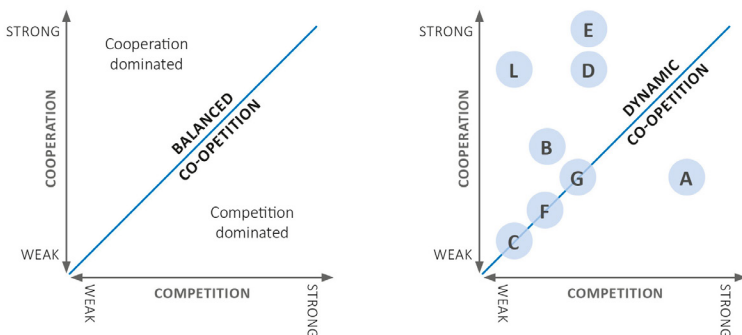 STRONG
Cooperation
dominated
COOPERATION
BALANCED
CO-OPETITION
Competition
dominated
WEAK
WEAK
COMPETITION
STRONG
STRONG
E
L
D
DYNAMIC
CO-OPETITION
COOPERATION
B
G
A
F
C
WEAK
WEAK
COMPETITION
STRONG